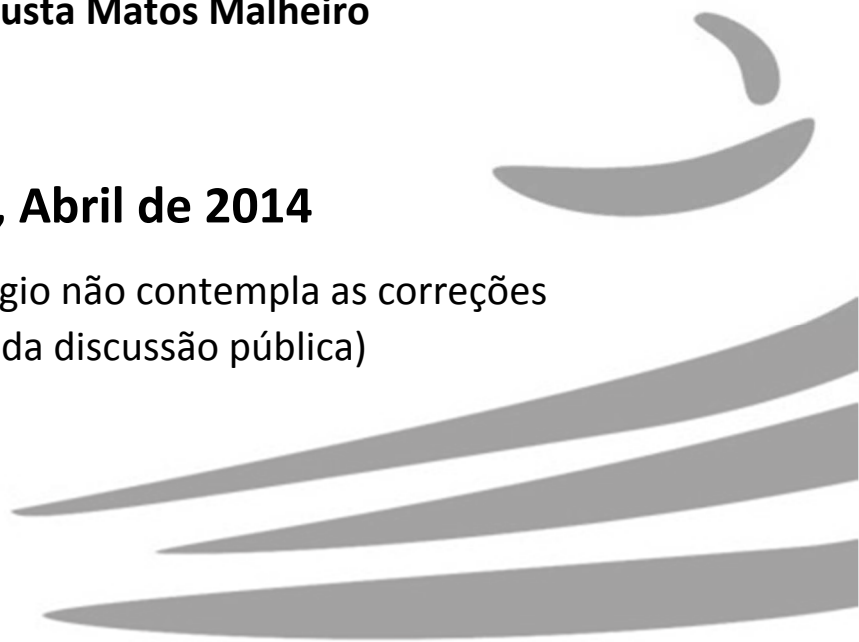 usta Matos Malheiro
, Abril de 2014
gio não contempla as correções
da discussão pública)